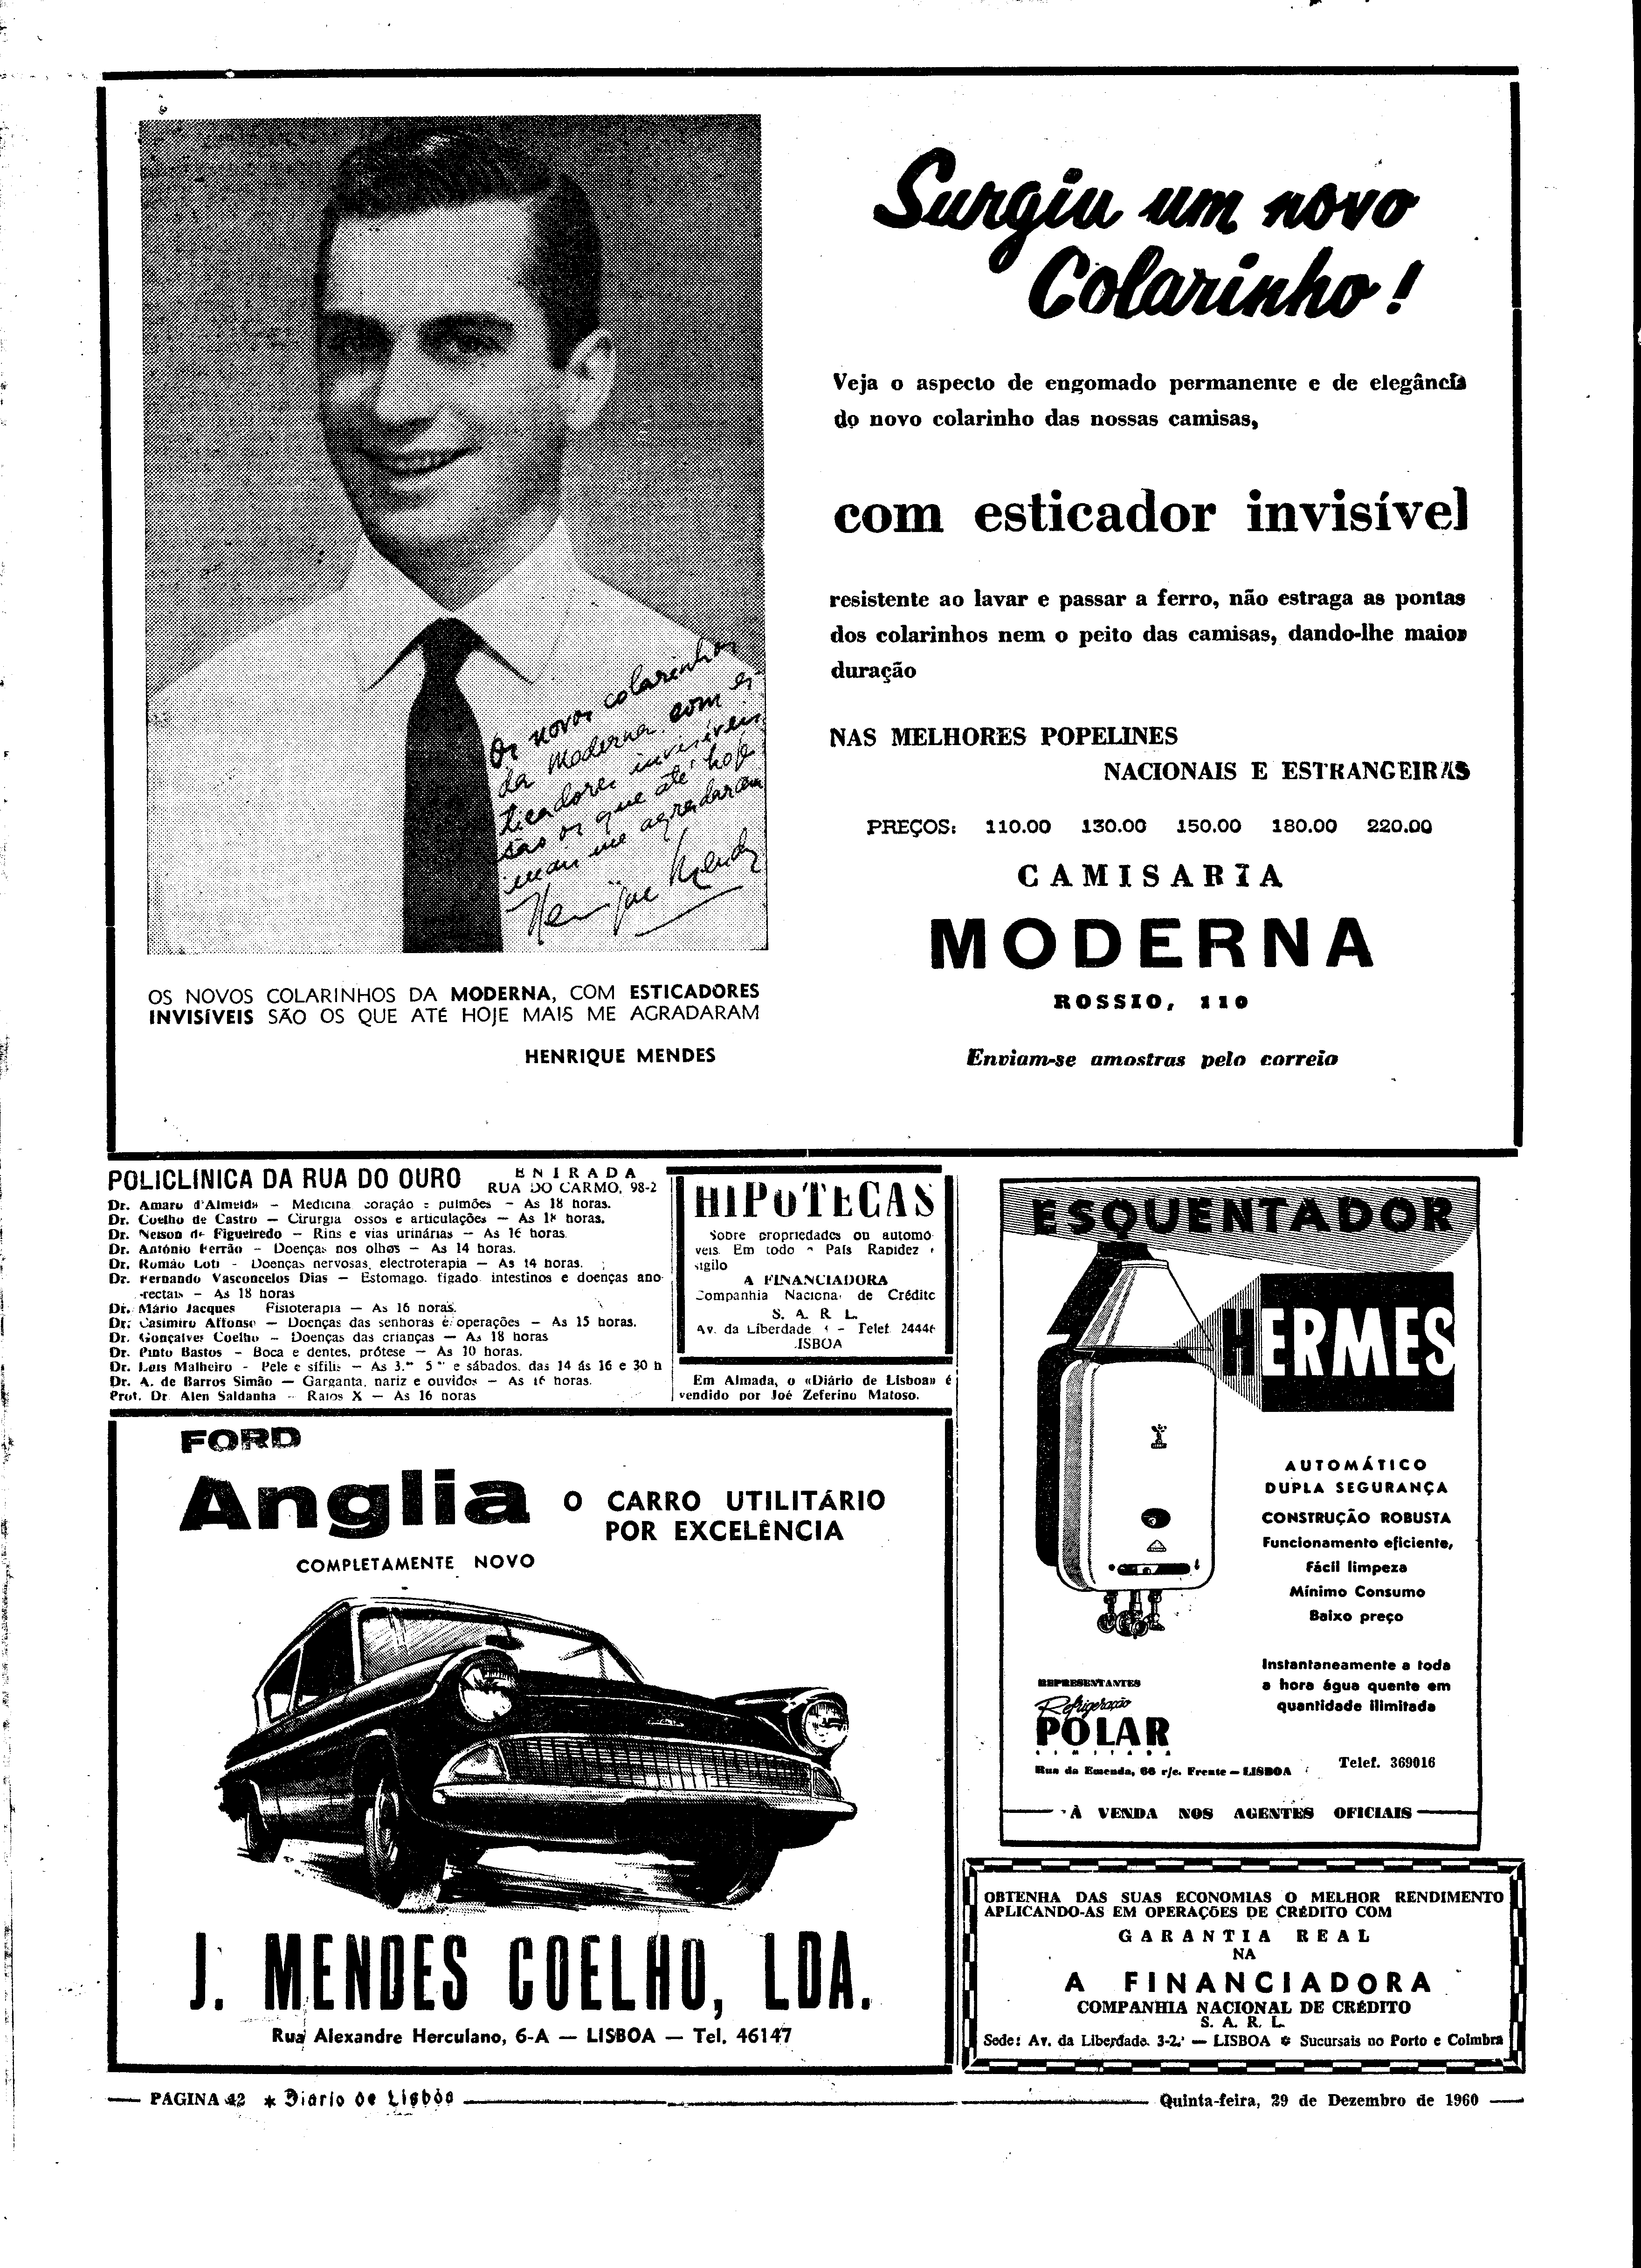 Surgiu um novo
Colarinho!
Veja o aspecto de engomado permanente e de elegância
do novo colarinho das nossas camisas,
com esticador invisível
resistente ao lavar e passar a ferro, não estraga as pontas
dos colarinhos nem o peito das camisas, dando-lhe maior
duração
NAS MELHORES POPELINES
NACIONAIS E ESTRANGEIRAS
PREÇOS: 110.00 130.00 150.00 180.00 220.00
CAMISARIA
MODERNA
ROSSIO, 110
Enviam-se amostras pelo correio
Os novos colarinhos
da Moderna, com es-
ticadores invisíveis
são os que até hoje
mais me agradaram
Henrique Mendes
OS NOVOS COLARINHOS DA MODERNA, COM ESTICADORES
INVISÍVEIS SÃO OS QUE ATÉ HOJE MAIS ME AGRADARAM
HENRIQUE MENDES
POLICLINICA DA RUA DO OURO
ENTRADA
RUA DO CARMO, 98-2
Dr. Amaro d'Almeida — Medicina coração e pulmões — As 18 horas.
Dr. Coelho de Castro — Cirurgia ossos e articulações — As 18 horas.
Dr. Nelson de Figueiredo — Rins e vias urinárias — As 16 horas
Dr. António Ferrão — Doenças nos olhos — As 14 horas.
Dr. Romão Loti - Doenças nervosas, electroterapia — As 14 horas.
Dr. Fernando Vasconcelos Dias — Estomago, fígado intestinos e doenças ano
-rectais — As 18 horas
Dr. Mário Jacques Fisioterapia — As 16 horas.
Dr. Casimiro Affonso — Doenças das senhoras e operações — As 15 horas.
Dr. Gonçalves Coelho — Doenças das crianças — As 18 horas
Dr. Pinto Bastos — Boca e dentes, prótese — As 10 horas.
Dr. Luis Malheiro - Pele e sífilis — As 3.ªs 5.ªs e sábados, das 14 ás 16 e 30 h
Dr. A. de Barros Simão — Garganta, nariz e ouvidos — As 16 horas.
Prof. Dr. Alen Saldanha — Raios X — As 16 horas
HIPOTECAS
Sobre propriedades ou automó
veis Em todo o País Rapidez e
sigilo
A FINANCIADORA
Companhia Nacional de Crédito
S. A. R. L.
Av. da Liberdade - Telef. 24446
LISBOA
Em Almada, o «Diário de Lisboa» é
vendido por Joé Zeferino Matoso.
FORD
Anglia
O CARRO UTILITÁRIO
POR EXCELÊNCIA
COMPLETAMENTE NOVO
J. MENDES COELHO, LDA.
Rua Alexandre Herculano, 6-A — LISBOA — Tel. 46147
ESQUENTADOR
HERMES
AUTOMÁTICO
DUPLA SEGURANÇA
CONSTRUÇÃO ROBUSTA
Funcionamento eficiente,
Fácil limpeza
Mínimo Consumo
Baixo preço
Instantaneamente a toda
a hora água quente em
quantidade ilimitada
REPRESENTANTES
Refrigeração
POLAR
LIMITADA
Rua da Emenda, 66 r/c. Frente — LISBOA
Telef. 369016
À VENDA NOS AGENTES OFICIAIS
OBTENHA DAS SUAS ECONOMIAS O MELHOR RENDIMENTO
APLICANDO-AS EM OPERAÇÕES DE CRÉDITO COM
GARANTIA REAL
NA
A FINANCIADORA
COMPANHIA NACIONAL DE CRÉDITO
S. A. R. L.
Sede: Av. da Liberdade, 3-2.º — LISBOA * Sucursais no Porto e Coimbra
PAGINA 42 * Diario de Lisboa
Quinta-feira, 29 de Dezembro de 1960